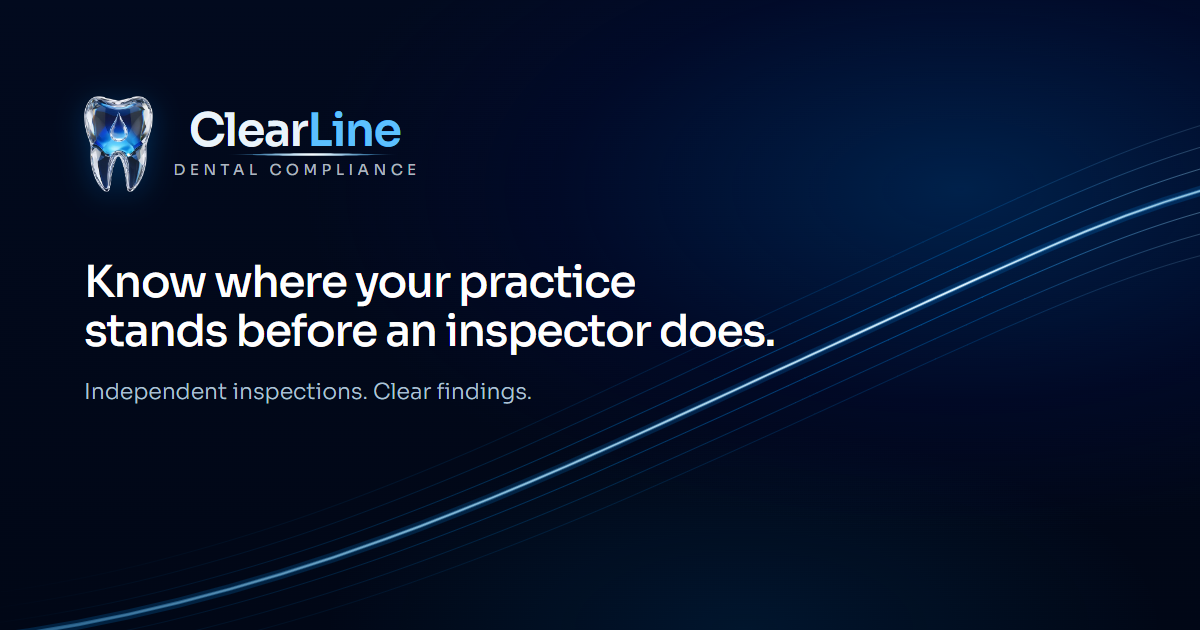 ClearLine
DENTAL COMPLIANCE
Know where your practice
stands before an inspector does.
Independent inspections. Clear findings.